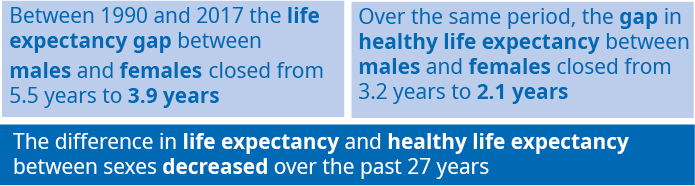 Between 1990 and 2017 the life
expectancy gap between
males and females closed from
5.5 years to 3.9 years
Over the same period, the gap in
healthy life expectancy between
males and females closed from
3.2 years to 2.1 years
The difference in life expectancy and healthy life expectancy
between sexes decreased over the past 27 years